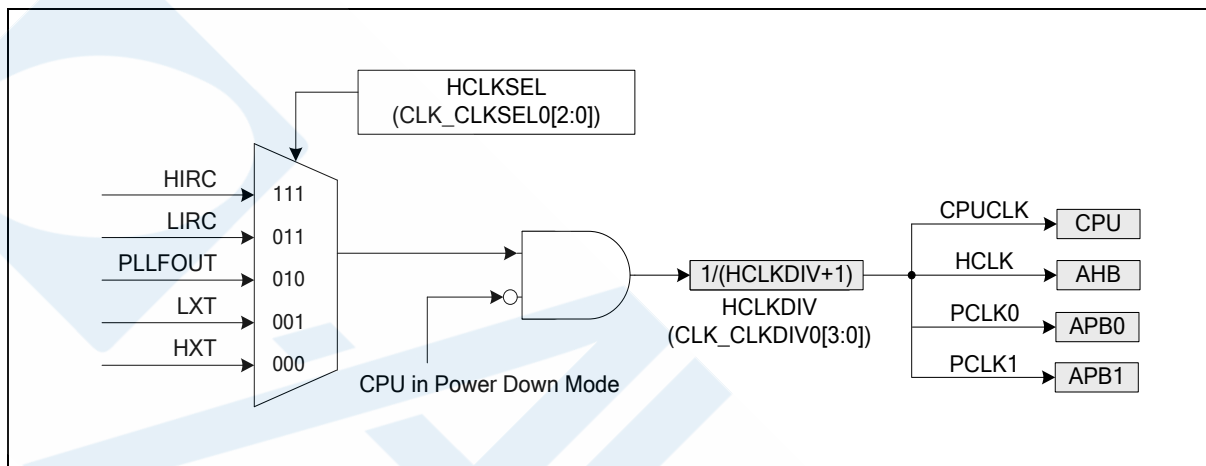 HCLKSEL
(CLK_CLKSEL0[2:0])
HIRC
111
LIRC
011
PLLFOUT
010
LXT
001
HXT
000
CPU in Power Down Mode
1/(HCLKDIV+1)
HCLKDIV
(CLK_CLKDIV0[3:0])
CPUCLK
CPU
HCLK
AHB
PCLK0
APB0
PCLK1
APB1